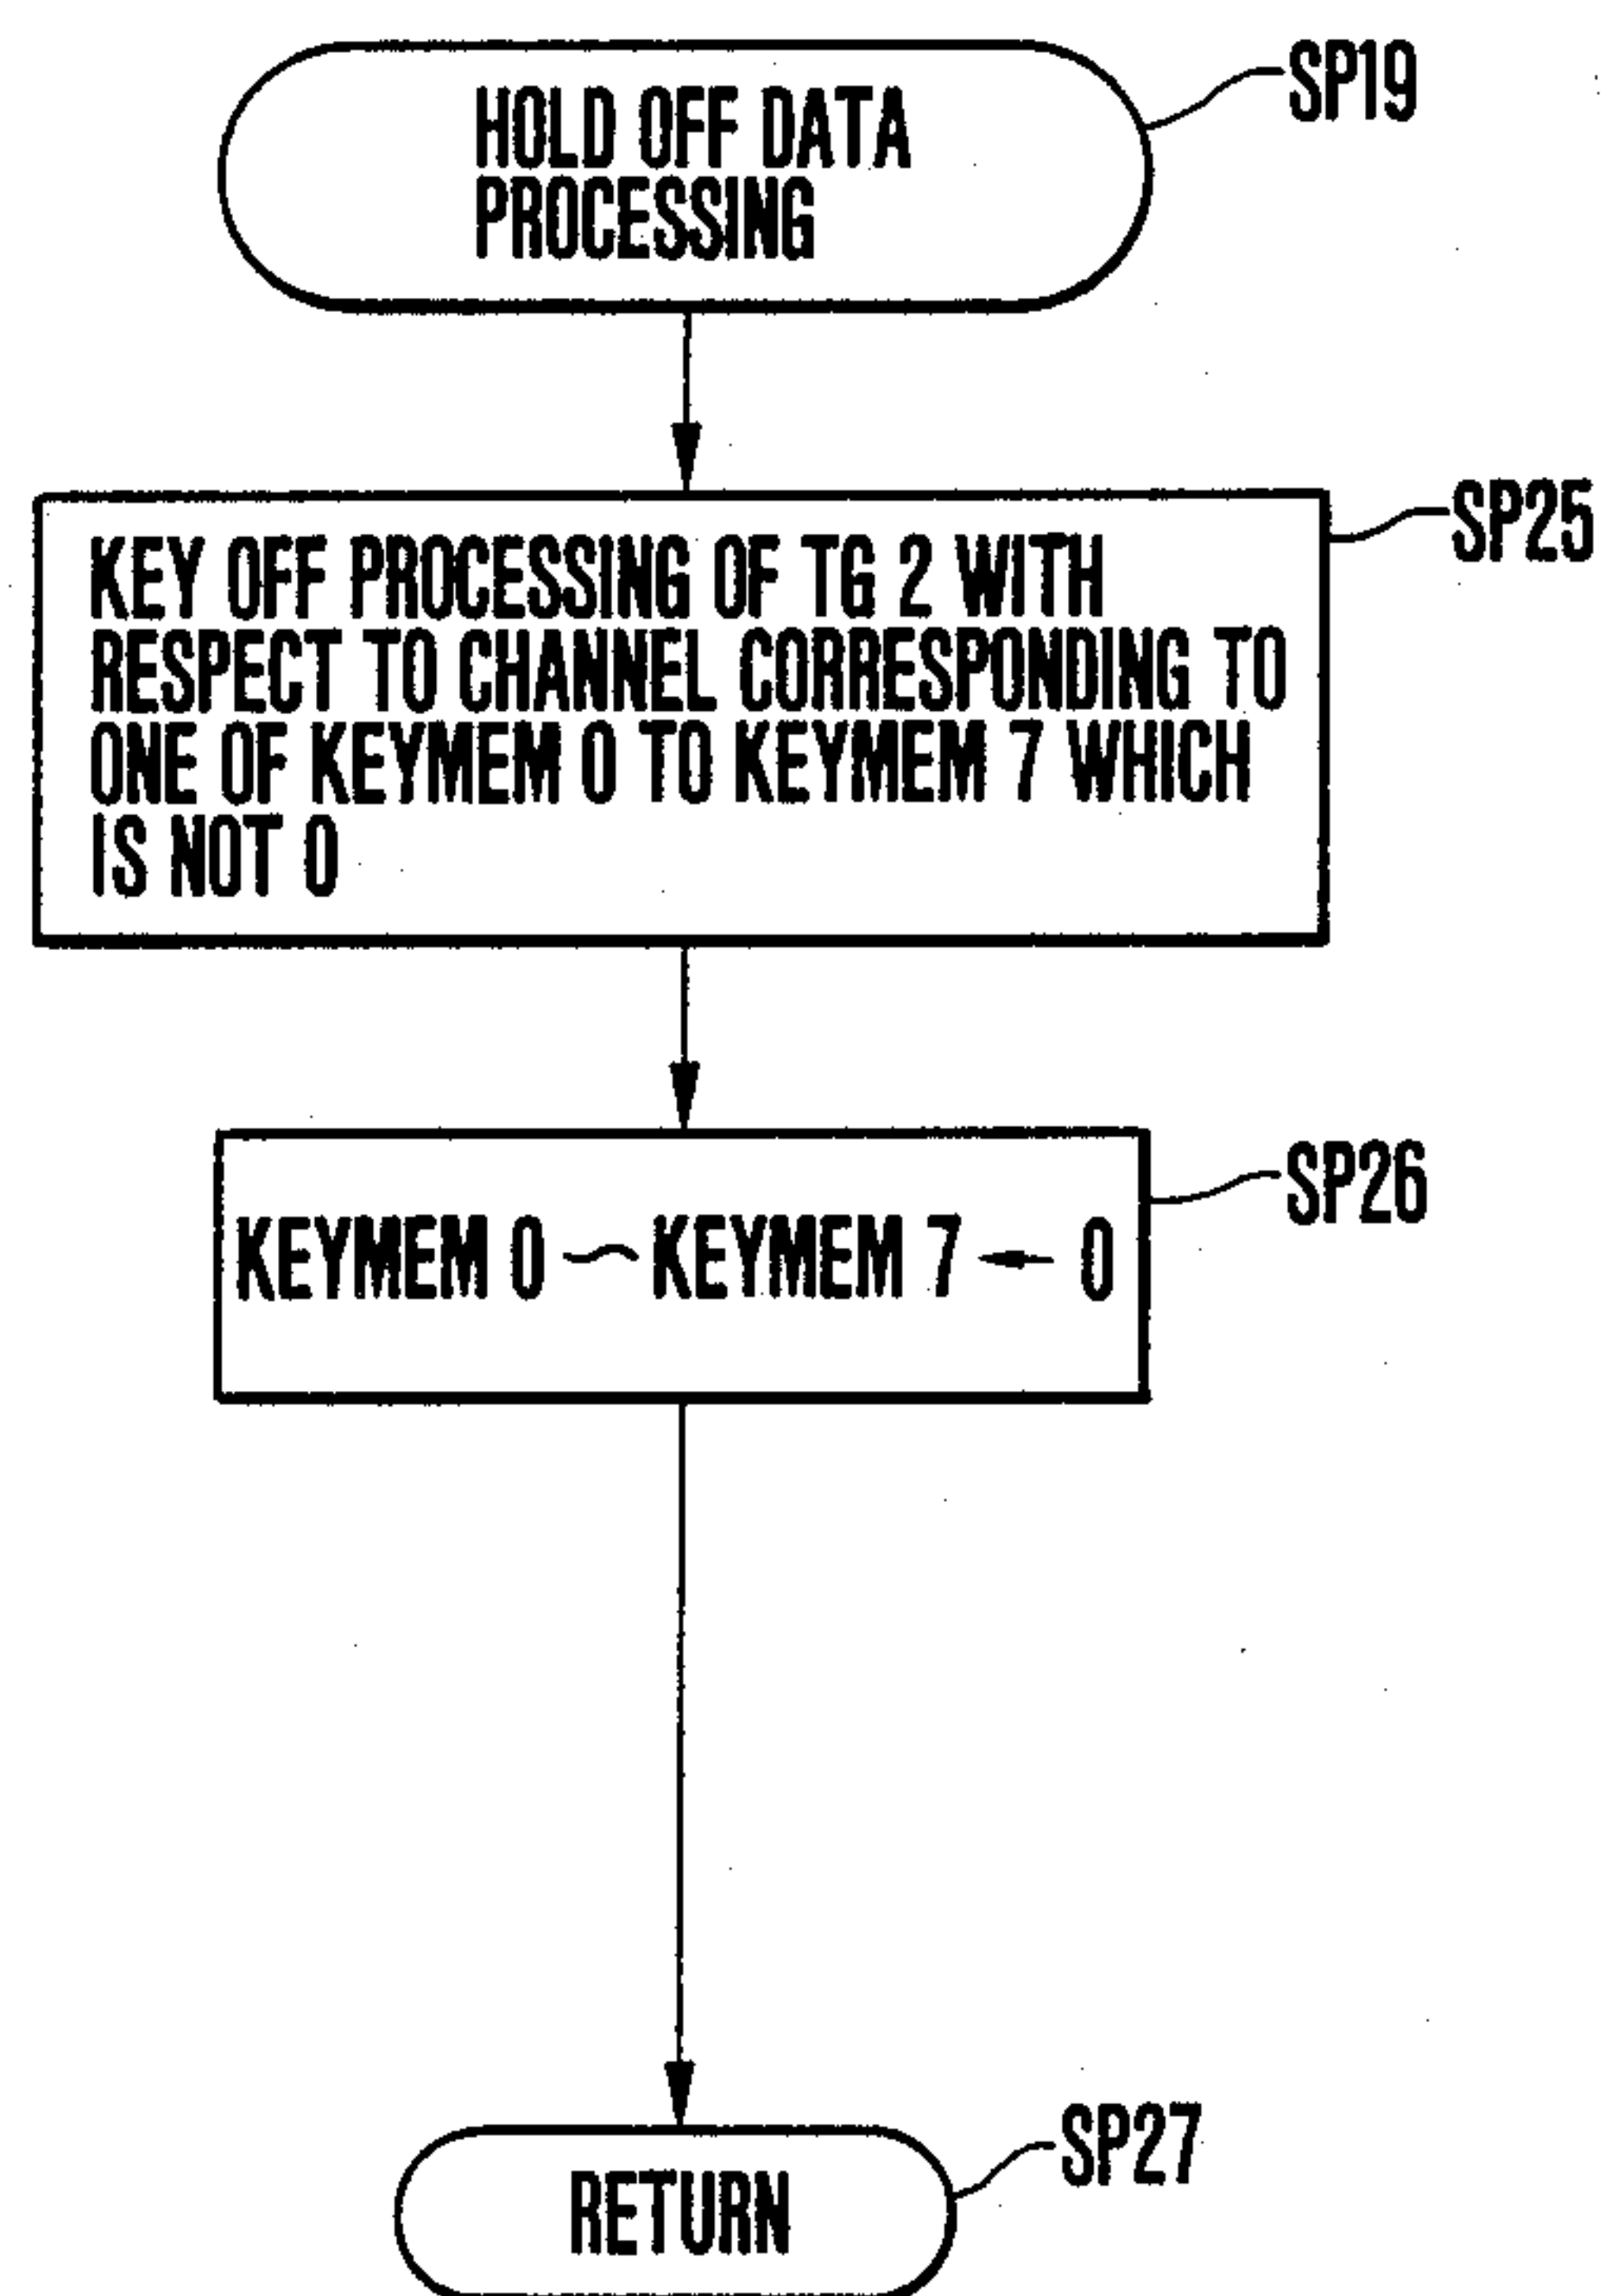 HOLD OFF DATA
PROCESSING
SP19
KEY OFF PROCESSING OF TG 2 WITH
RESPECT TO CHANNEL CORRESPONDING TO
ONE OF KEYMEM 0 TO KEYMEM 7 WHICH
IS NOT 0
SP25
KEYMEM 0 ~ KEYMEM 7 ← 0
SP26
RETURN
SP27